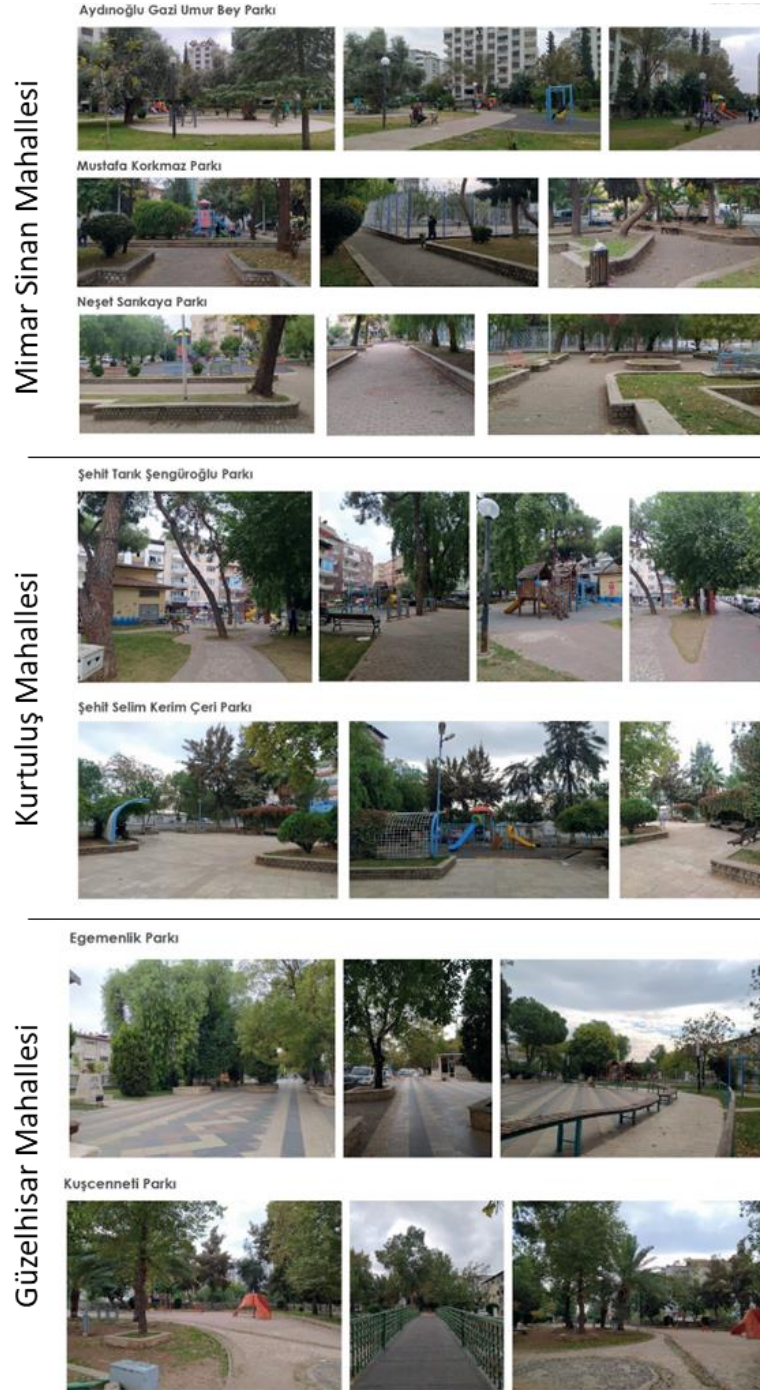 Mimar Sinan Mahallesi
Aydınoğlu Gazi Umur Bey Parkı
Mustafa Korkmaz Parkı
Neşet Sarıkaya Parkı
Kurtuluş Mahallesi
Şehit Tarık Şengüroğlu Parkı
Şehit Selim Kerim Çeri Parkı
Güzelhisar Mahallesi
Egemenlik Parkı
Kuşcenneti Parkı